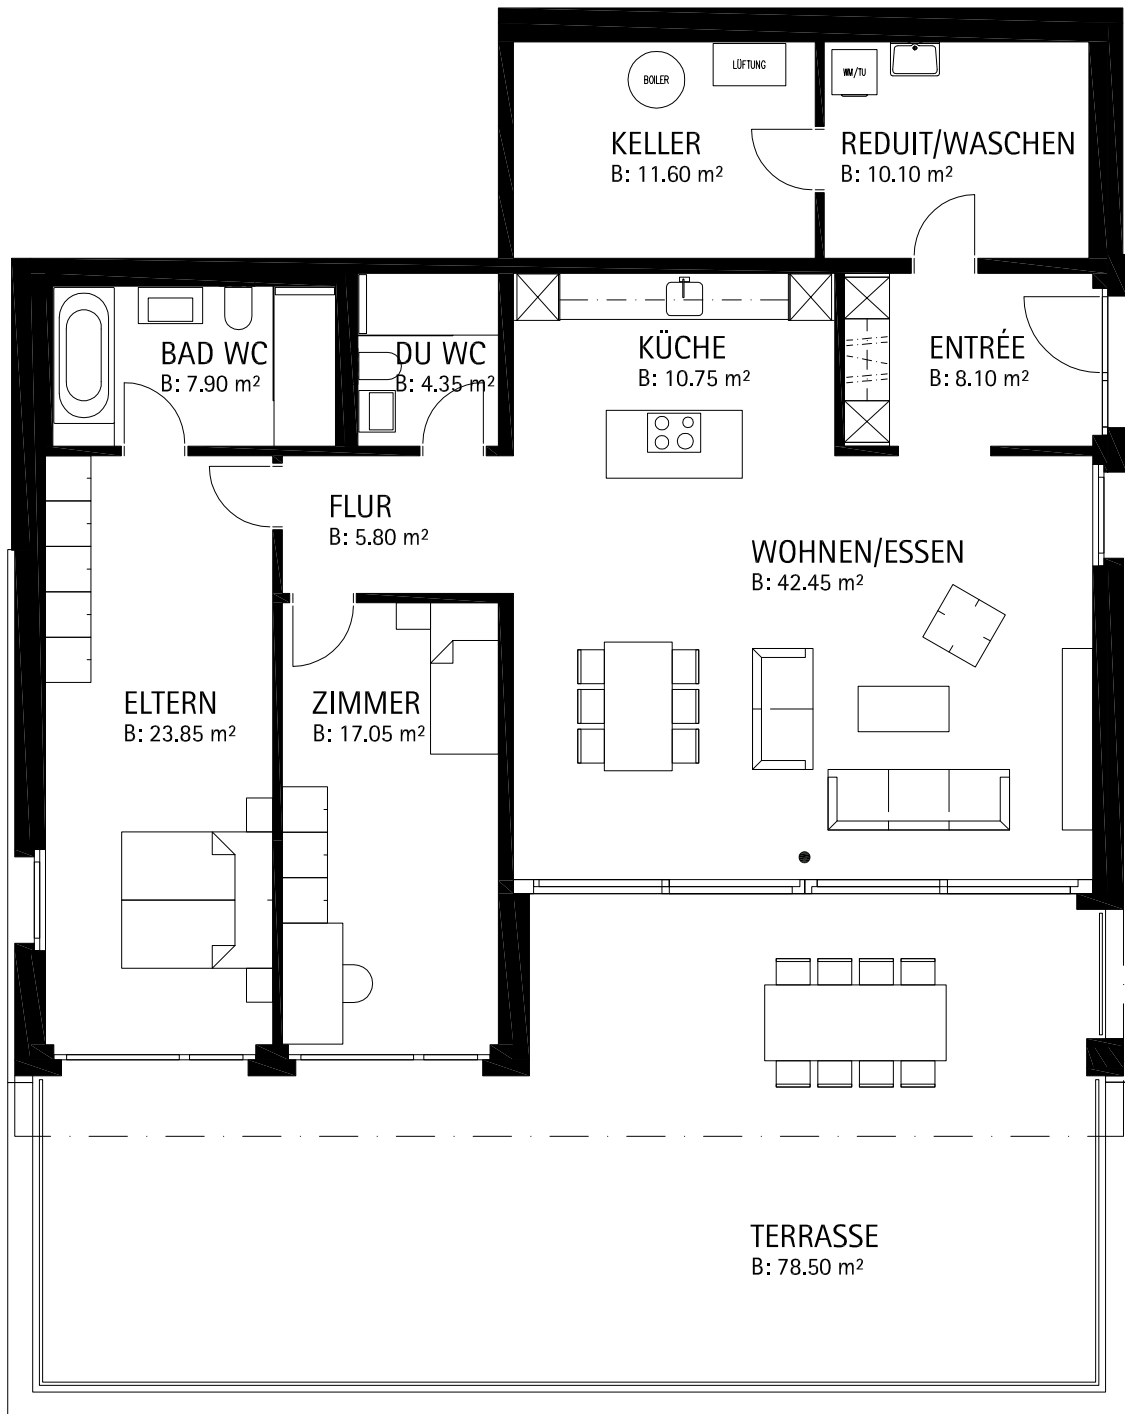 BOILER
LÜFTUNG
WM/TU
KELLER
B: 11.60 m²
REDUIT/WASCHEN
B: 10.10 m²
BAD WC
B: 7.90 m²
DU WC
B: 4.35 m²
KÜCHE
B: 10.75 m²
ENTRÉE
B: 8.10 m²
FLUR
B: 5.80 m²
WOHNEN/ESSEN
B: 42.45 m²
ELTERN
B: 23.85 m²
ZIMMER
B: 17.05 m²
TERRASSE
B: 78.50 m²